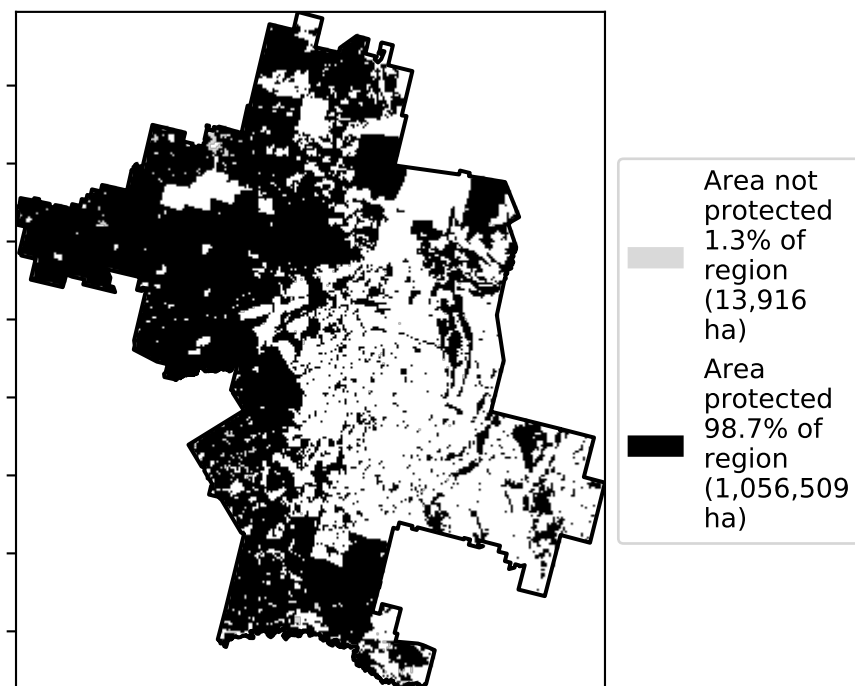 Area not
protected
1.3% of
region
(13,916
ha)
Area
protected
98.7% of
region
(1,056,509
ha)